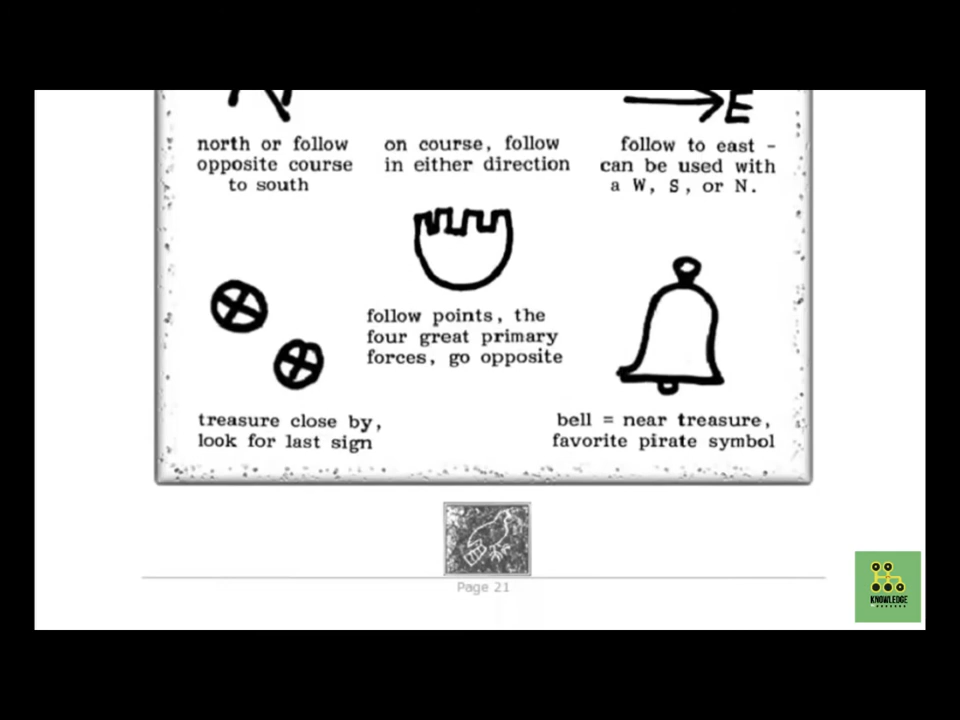 E
north or follow
opposite course
to south
on course, follow
in either direction
follow to east -
can be used with
a W, S, or N.
follow points, the
four great primary
forces, go opposite
treasure close by,
look for last sign
bell = near treasure,
favorite pirate symbol
Page 21
KNOWLEDGE